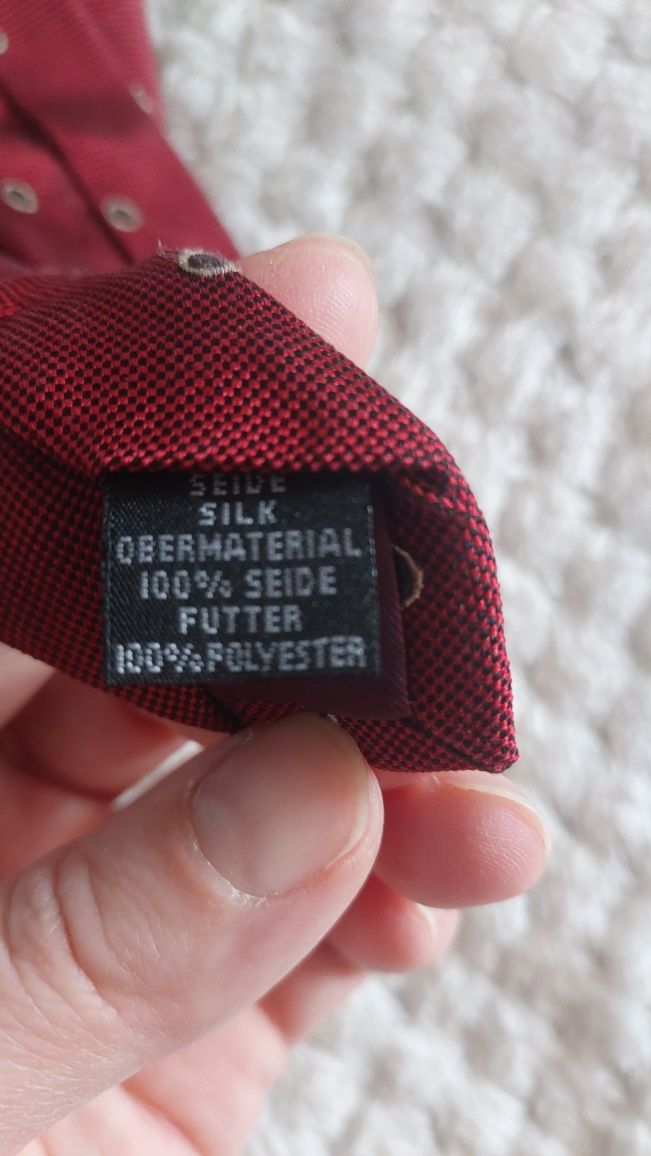 SEIDE
SILK
OBERMATERIAL
100% SEIDE
FUTTER
100% POLYESTER